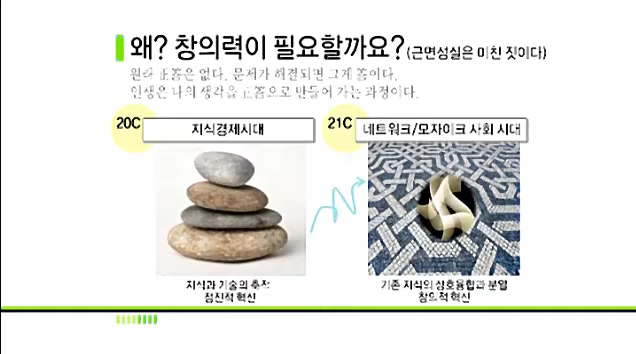 왜? 창의력이 필요할까요? (근면성실은 미친 짓이다)
원래 正答은 없다. 문제가 해결되면 그게 答이다.
인생은 나의 생각을 正答으로 만들어 가는 과정이다.
20C 지식경제시대
21C 네트워크/모자이크 사회 시대
지식과 기술의 축적
점진적 혁신
기존 지식의 상호융합과 분열
창의적 혁신